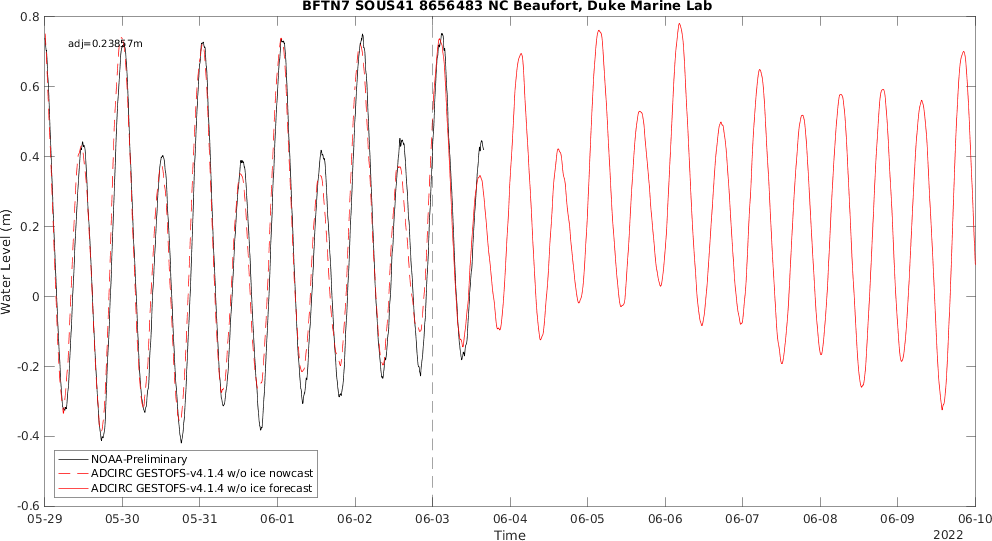 BFTN7 SOUS41 8656483 NC Beaufort, Duke Marine Lab
adj=0.23857m
Water Level (m)
0.8
0.6
0.4
0.2
0
-0.2
-0.4
-0.6
NOAA-Preliminary
ADCIRC GESTOFS-v4.1.4 w/o ice nowcast
ADCIRC GESTOFS-v4.1.4 w/o ice forecast
05-29 05-30 05-31 06-01 06-02 06-03 06-04 06-05 06-06 06-07 06-08 06-09 06-10
Time
2022